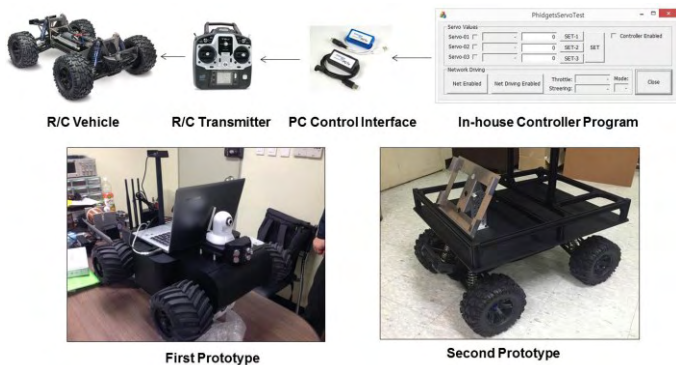 PhidgetsServoTest
Servo Values
Servo-01 - 0 SET-1 Controller Enabled
Servo-02 - 0 SET-2 SET
Servo-03 - 0 SET-3
Network Driving
Net Enabled Net Driving Enabled Throttle: - Mode: Close
Streering: - -
R/C Vehicle R/C Transmitter PC Control Interface In-house Controller Program
First Prototype Second Prototype